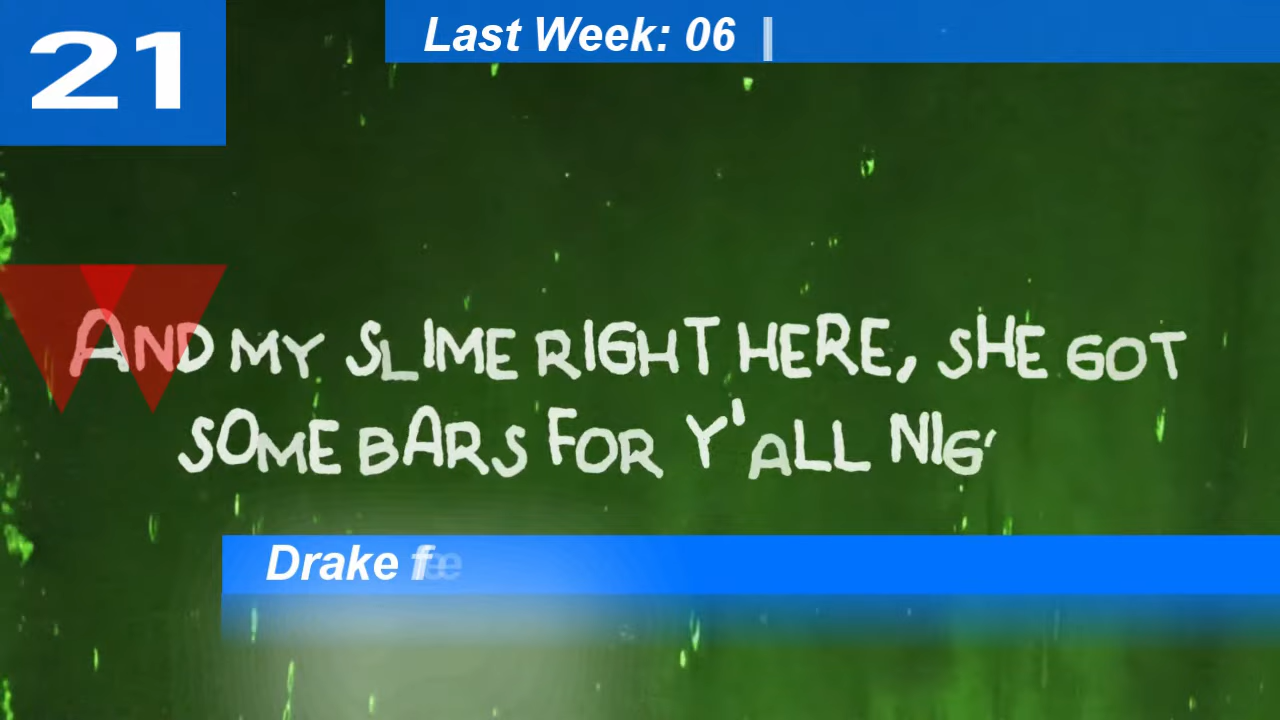 21
Last Week: 06 |
AND MY SLIME RIGHT HERE, SHE GOT
SOME BARS FOR Y'ALL NIG'
Drake